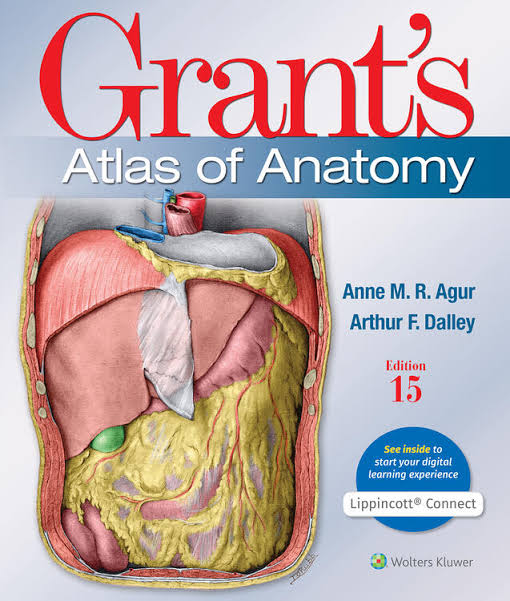 Grant's
Atlas of Anatomy
Anne M. R. Agur
Arthur F. Dalley
Edition
15
See inside to
start your digital
learning experience
Lippincott® Connect
Wolters Kluwer